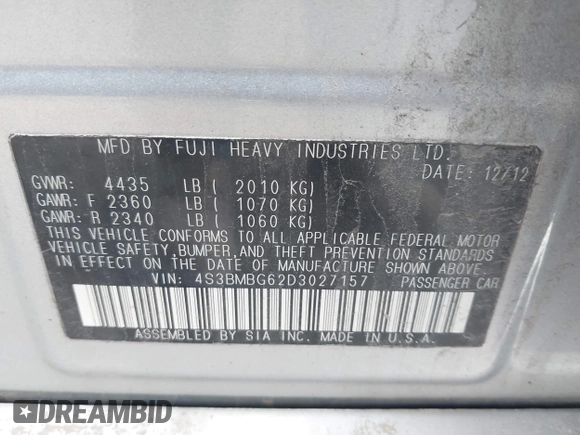 MFD BY FUJI HEAVY INDUSTRIES LTD.
DATE: 12/12
GVWR: 4435 LB ( 2010 KG)
GAWR: F 2360 LB ( 1070 KG)
GAWR: R 2340 LB ( 1060 KG)
THIS VEHICLE CONFORMS TO ALL APPLICABLE FEDERAL MOTOR
VEHICLE SAFETY, BUMPER, AND THEFT PREVENTION STANDARDS
IN EFFECT ON THE DATE OF MANUFACTURE SHOWN ABOVE.
VIN: 4S3BMBG62D3027157 PASSENGER CAR
ASSEMBLED BY SIA INC. MADE IN U.S.A.
DREAMBID